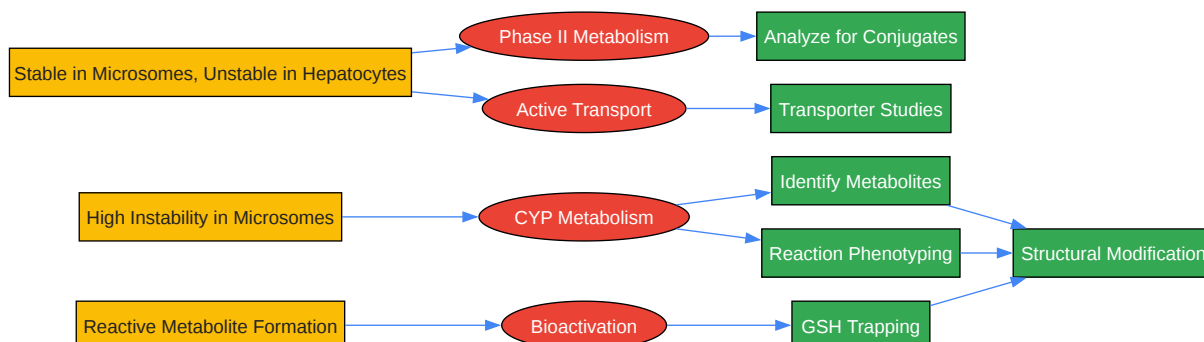 Phase II Metabolism
Analyze for Conjugates
Stable in Microsomes, Unstable in Hepatocytes
Active Transport
Transporter Studies
Identify Metabolites
High Instability in Microsomes
CYP Metabolism
Reaction Phenotyping
Structural Modification
Reactive Metabolite Formation
Bioactivation
GSH Trapping